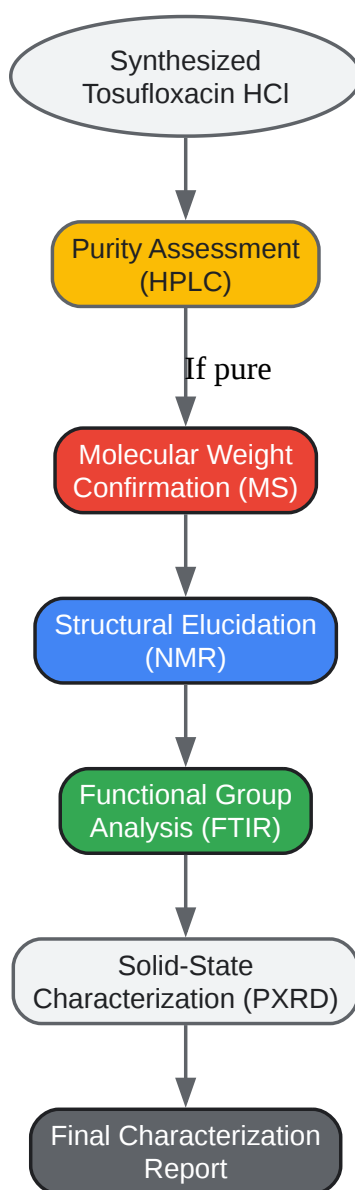 Synthesized
Tosufloxacin HCl
Purity Assessment
(HPLC)
If pure
Molecular Weight
Confirmation (MS)
Structural Elucidation
(NMR)
Functional Group
Analysis (FTIR)
Solid-State
Characterization (PXRD)
Final Characterization
Report